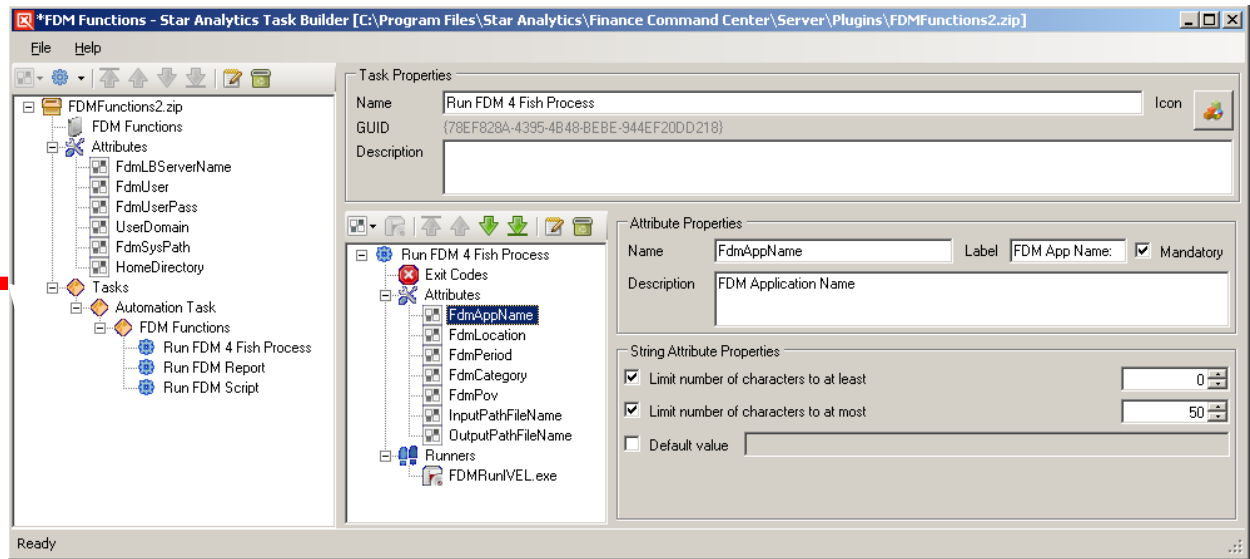 *FDM Functions - Star Analytics Task Builder [C:\Program Files\Star Analytics\Finance Command Center\Server\Plugins\FDMFunctions2.zip]
File Help
FDMFunctions2.zip
FDM Functions
Attributes
FdmLBServerName
FdmUser
FdmUserPass
UserDomain
FdmSysPath
HomeDirectory
Tasks
Automation Task
FDM Functions
Run FDM 4 Fish Process
Run FDM Report
Run FDM Script
Task Properties
Name Run FDM 4 Fish Process Icon
GUID {78EF828A-4395-4B48-BEBE-944EF20DD218}
Description
Run FDM 4 Fish Process
Exit Codes
Attributes
FdmAppName
FdmLocation
FdmPeriod
FdmCategory
FdmPov
InputPathFileName
OutputPathFileName
Runners
FDMRunIVEL.exe
Attribute Properties
Name FdmAppName Label FDM App Name: Mandatory
Description FDM Application Name
String Attribute Properties
Limit number of characters to at least 0
Limit number of characters to at most 50
Default value
Ready